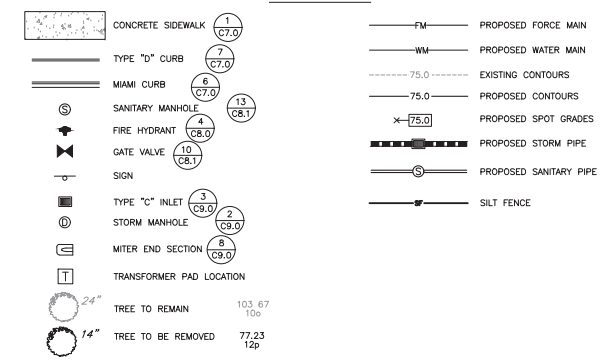 CONCRETE SIDEWALK 1 C7.0
TYPE "D" CURB 7 C7.0
MIAMI CURB 6 C7.0
S SANITARY MANHOLE 13 C8.1
FIRE HYDRANT 4 C8.0
GATE VALVE 10 C8.1
SIGN
TYPE "C" INLET 3 C9.0
D STORM MANHOLE 2 C9.0
MITER END SECTION 8 C9.0
T TRANSFORMER PAD LOCATION
24" TREE TO REMAIN 103 67
10o
14" TREE TO BE REMOVED 77.23
12p
FM PROPOSED FORCE MAIN
WM PROPOSED WATER MAIN
75.0 EXISTING CONTOURS
75.0 PROPOSED CONTOURS
75.0 PROPOSED SPOT GRADES
PROPOSED STORM PIPE
S PROPOSED SANITARY PIPE
SF SILT FENCE